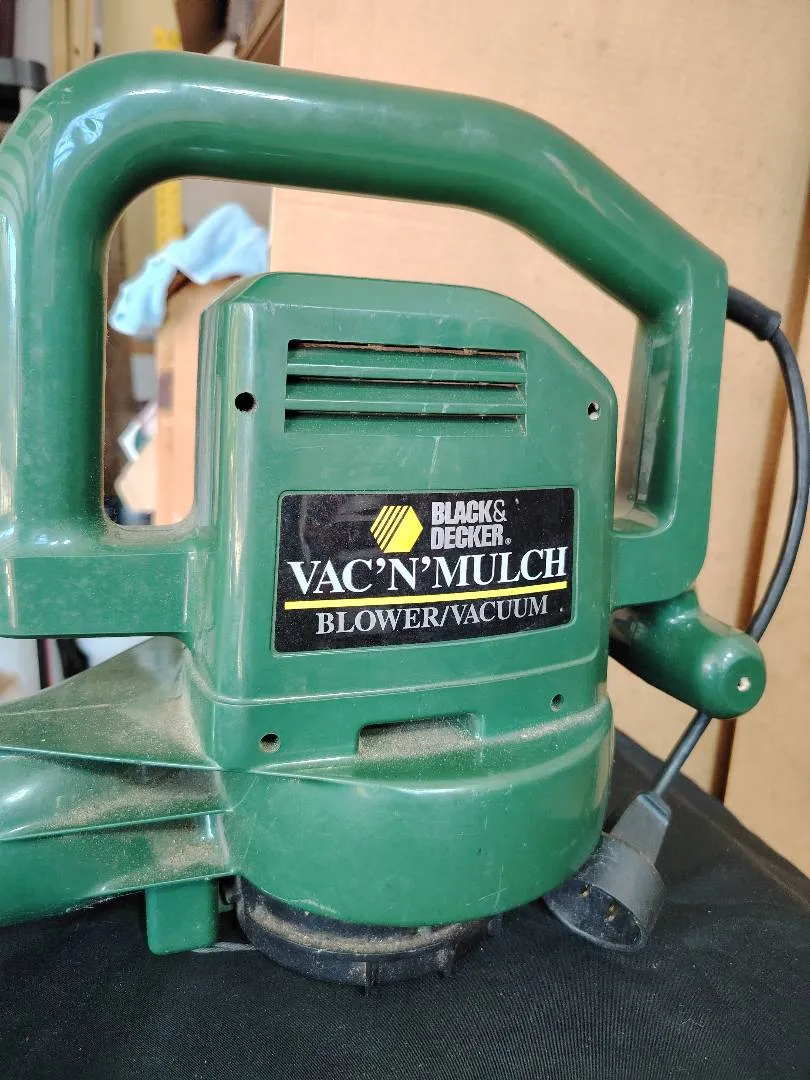 BLACK&
DECKER®
VAC'N'MULCH
BLOWER/VACUUM